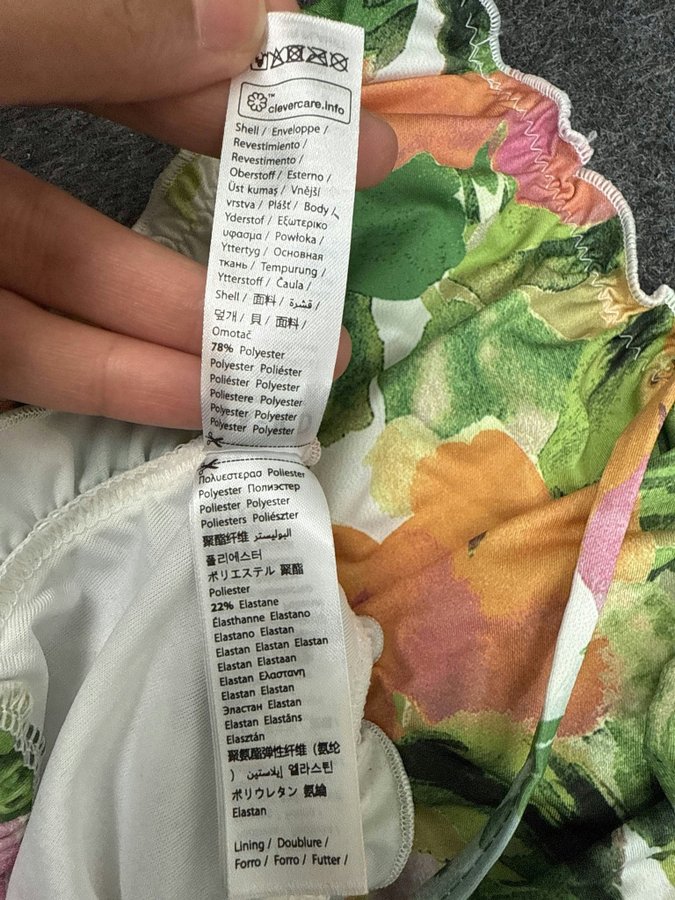 ™
clevercare.info
Shell / Enveloppe /
Revestimiento /
Revestimento /
Oberstoff / Esterno /
Üst kumaş / Vnější
vrstva / Plášť / Body /
Yderstof / Εξωτερικο
υφασμα / Powłoka /
Yttertyg / Основная
ткань / Tempurung /
Ytterstoff / Čaula /
Shell / 面料 / قشرة /
덮개 / 貝 / 面料 /
Omotač
78% Polyester
Polyester Poliéster
Poliéster Polyester
Poliestere Polyester
Polyester Polyester
Polyester Polyester
Πολυεστερασ Poliester
Polyester Полиэстер
Poliester Polyester
Poliesters Poliészter
聚酯纤维 البوليستر
폴리에스터
ポリエステル 聚酯
Poliester
22% Elastane
Élasthanne Elastano
Elastano Elastan
Elastan Elastan Elastan
Elastan Elastaan
Elastan Ελαστανη
Elastan Elastan
Эластан Elastan
Elastan Elastāns
Elasztán
聚氨酯弹性纤维（氨纶
） إيلاستين 엘라스틴
ポリウレタン 氨綸
Elastan
Lining / Doublure /
Forro / Forro / Futter /